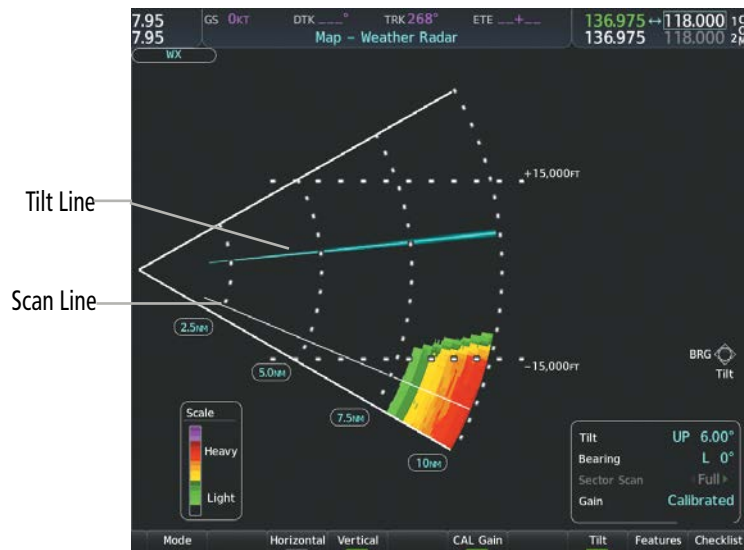 7.95 GS 0KT DTK ___° TRK 268° ETE __+__ 136.975 ↔ 118.000 1
7.95 Map – Weather Radar 136.975 118.000 2
WX
+15,000FT
Tilt Line
Scan Line
2.5NM
5.0NM
7.5NM
10NM
-15,000FT
BRG
Tilt
Scale
Heavy
Light
Tilt UP 6.00°
Bearing L 0°
Sector Scan Full
Gain Calibrated
Mode Horizontal Vertical CAL Gain Tilt Features Checklist